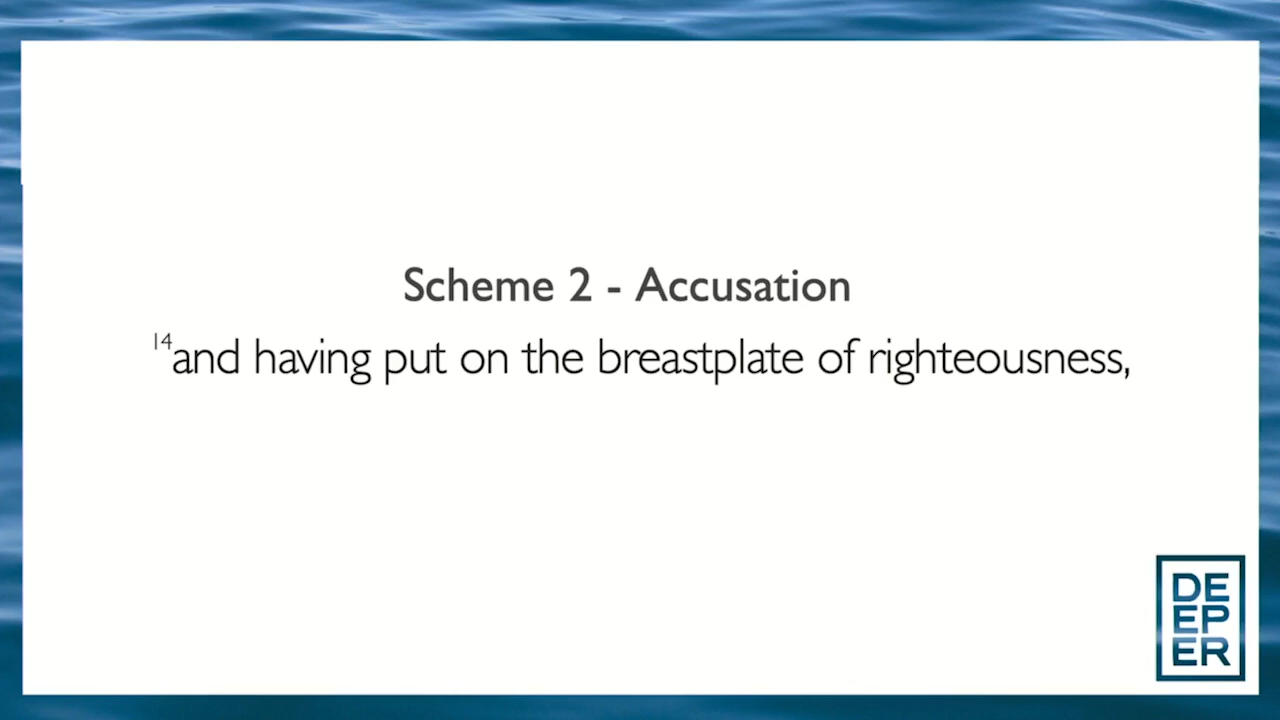 Scheme 2 - Accusation
14and having put on the breastplate of righteousness,
DE
EP
ER